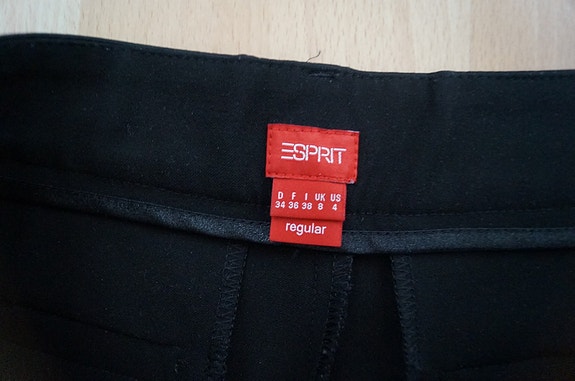 ESPRIT
D F I UK US
34 36 38 8 4
regular